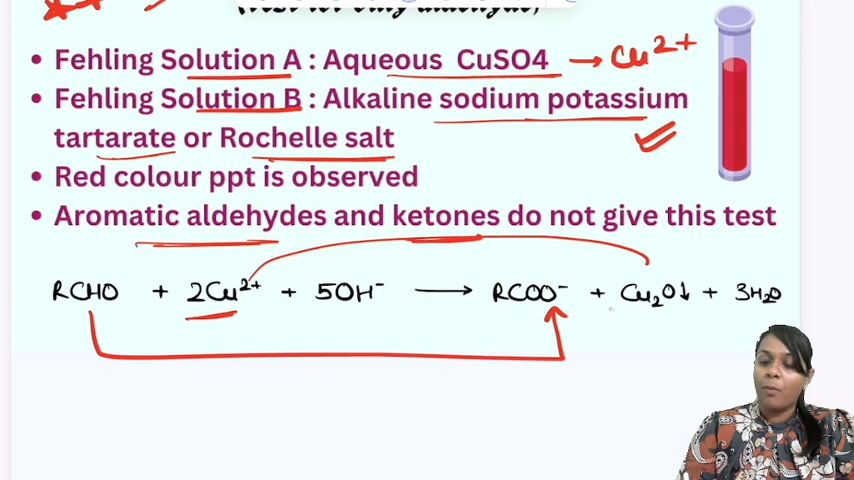 • Fehling Solution A : Aqueous CuSO4 → Cu²⁺
• Fehling Solution B : Alkaline sodium potassium
tartarate or Rochelle salt
• Red colour ppt is observed
• Aromatic aldehydes and ketones do not give this test
RCHO + 2Cu²⁺ + 5OH⁻ → RCOO⁻ + Cu₂O↓ + 3H₂O